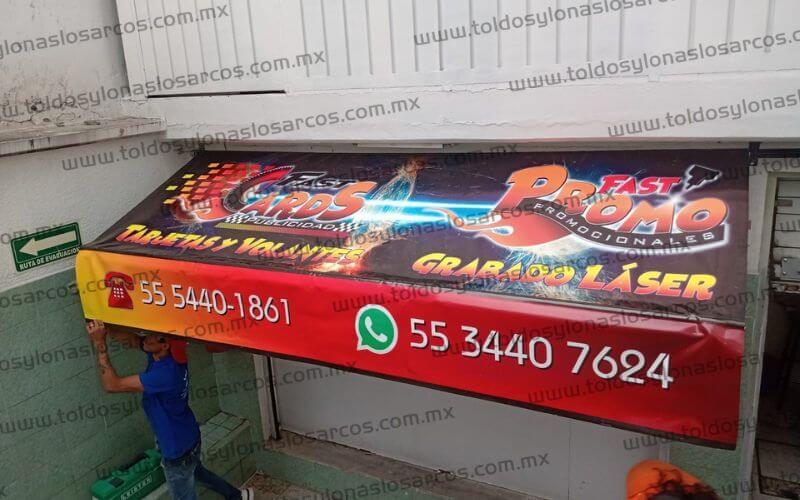 www.toldosylonaslosarcos.com.mx
RUTA DE EVACUACIÓN
FAST
CARDS
PUBLICIDAD
TARJETAS Y VOLANTES
FAST
PROMO
PROMOCIONALES
GRABADO LÁSER
55 5440-1861
55 3440 7624